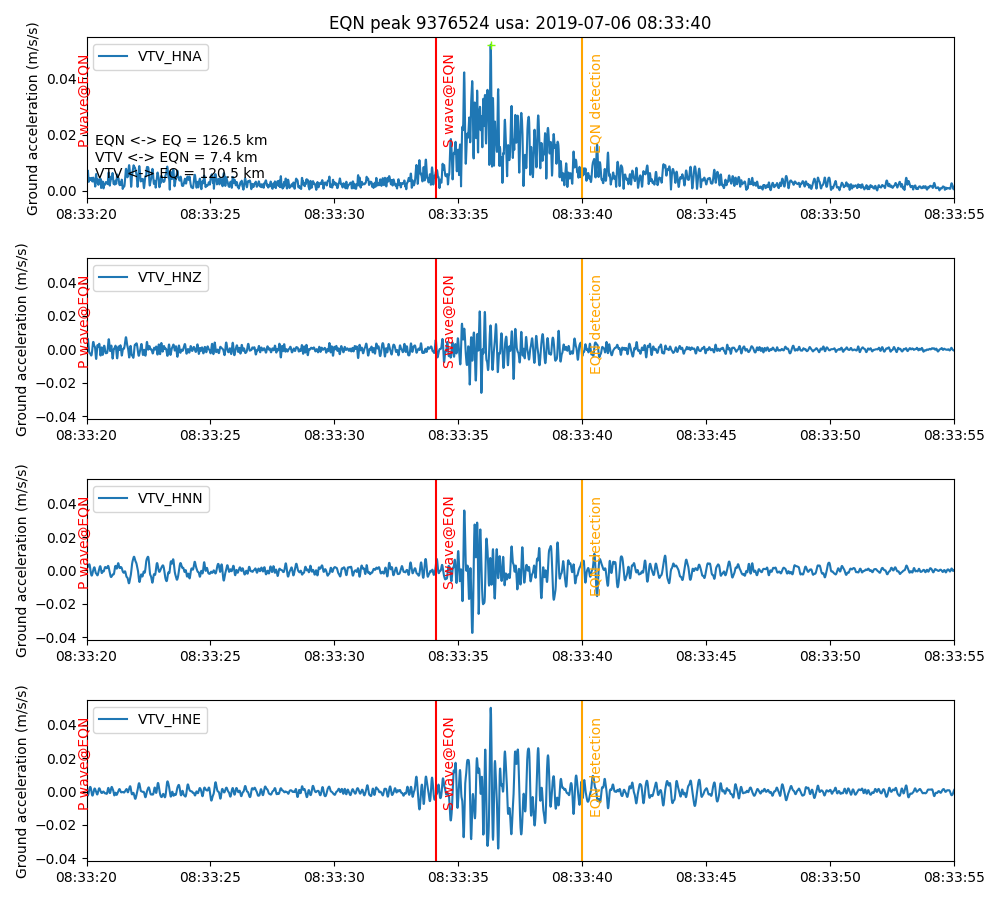 EQN peak 9376524 usa: 2019-07-06 08:33:40
Ground acceleration (m/s/s)
0.04
0.02
0.00
VTV_HNA
P wave@EQN
S wave@EQN
EQN detection
EQN <-> EQ = 126.5 km
VTV <-> EQN = 7.4 km
VTV <-> EQ = 120.5 km
08:33:20 08:33:25 08:33:30 08:33:35 08:33:40 08:33:45 08:33:50 08:33:55
Ground acceleration (m/s/s)
0.04
0.02
0.00
−0.02
−0.04
VTV_HNZ
P wave@EQN
S wave@EQN
EQN detection
08:33:20 08:33:25 08:33:30 08:33:35 08:33:40 08:33:45 08:33:50 08:33:55
Ground acceleration (m/s/s)
0.04
0.02
0.00
−0.02
−0.04
VTV_HNN
P wave@EQN
S wave@EQN
EQN detection
08:33:20 08:33:25 08:33:30 08:33:35 08:33:40 08:33:45 08:33:50 08:33:55
Ground acceleration (m/s/s)
0.04
0.02
0.00
−0.02
−0.04
VTV_HNE
P wave@EQN
S wave@EQN
EQN detection
08:33:20 08:33:25 08:33:30 08:33:35 08:33:40 08:33:45 08:33:50 08:33:55